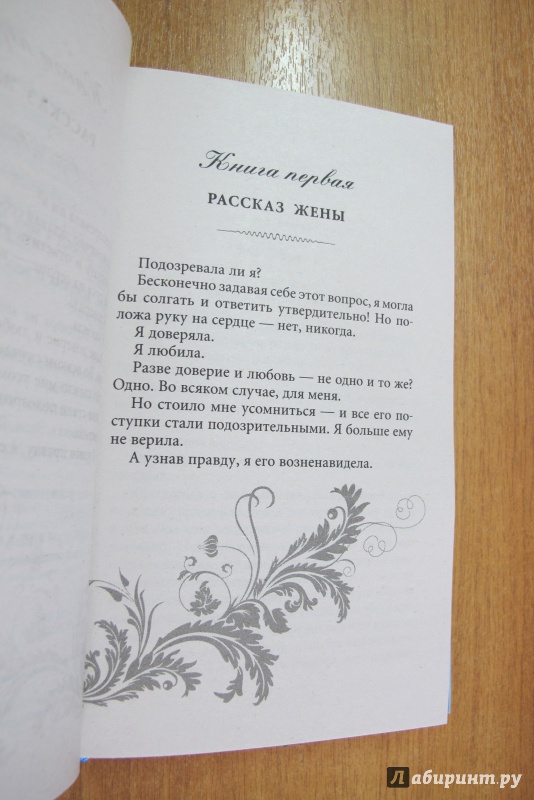 Книга первая
РАССКАЗ ЖЕНЫ
Подозревала ли я?
Бесконечно задавая себе этот вопрос, я могла
бы солгать и ответить утвердительно! Но по-
ложа руку на сердце — нет, никогда.
Я доверяла.
Я любила.
Разве доверие и любовь — не одно и то же?
Одно. Во всяком случае, для меня.
Но стоило мне усомниться — и все его по-
ступки стали подозрительными. Я больше ему
не верила.
А узнав правду, я его возненавидела.
Лабиринт.ру